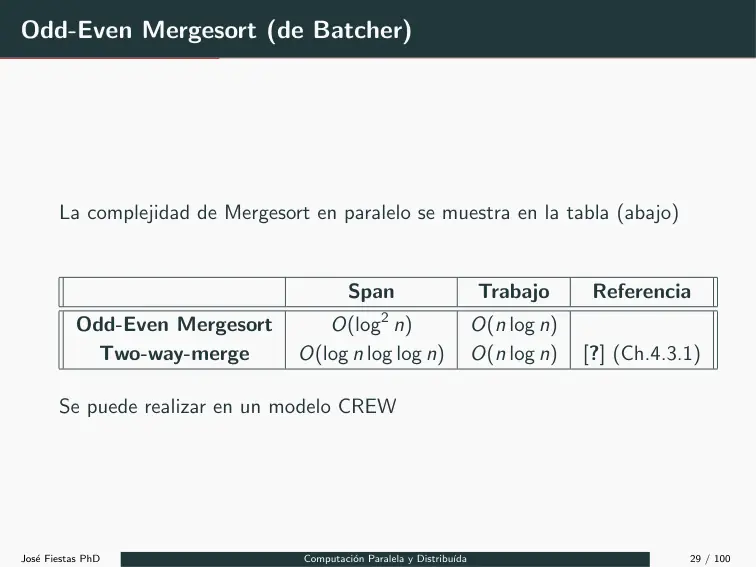 Odd-Even Mergesort (de Batcher)
La complejidad de Mergesort en paralelo se muestra en la tabla (abajo)
Span Trabajo Referencia
Odd-Even Mergesort O(log² n) O(n log n)
Two-way-merge O(log n log log n) O(n log n) [?] (Ch.4.3.1)
Se puede realizar en un modelo CREW
José Fiestas PhD Computación Paralela y Distribuída 29 / 100